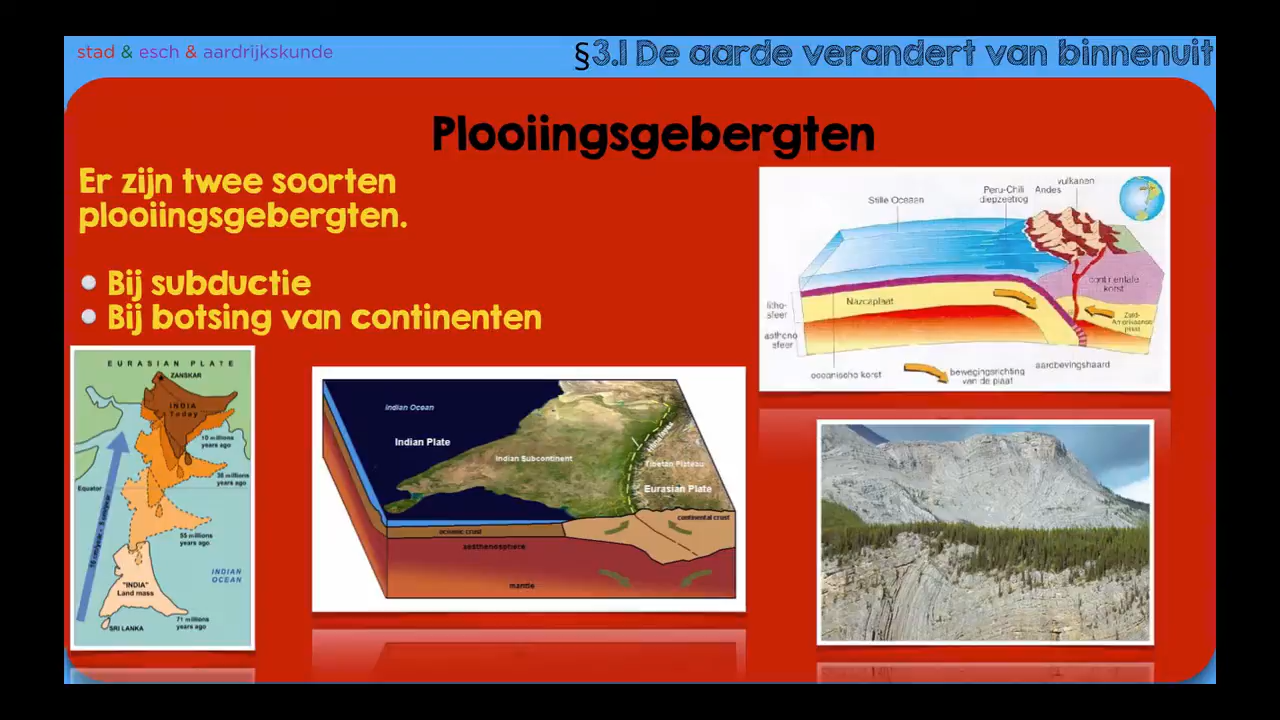 stad & esch & aardrijkskunde
§3.1 De aarde verandert van binnenuit
Plooiingsgebergten
Er zijn twee soorten
plooiingsgebergten.
Bij subductie
Bij botsing van continenten
Stille Oceaan
Peru-Chili
diepzeetrog
Andes
vulkanen
continentale
korst
Nazcaplaat
litho-
sfeer
astheno
sfeer
Zuid-
Amerikaanse
plaat
oceanische korst
bewegingsrichting
van de plaat
aardbevingshaard
EURASIAN PLATE
ZANSKAR
INDIA
Today
10 millions
years ago
38 millions
years ago
Equator
55 millions
years ago
INDIAN
OCEAN
"INDIA"
Land mass
SRI LANKA
71 millions
years ago
Indian Ocean
Indian Plate
Indian Subcontinent
Himalayas
Tibetan Plateau
Eurasian Plate
continental crust
oceanic crust
asthenosphere
mantle